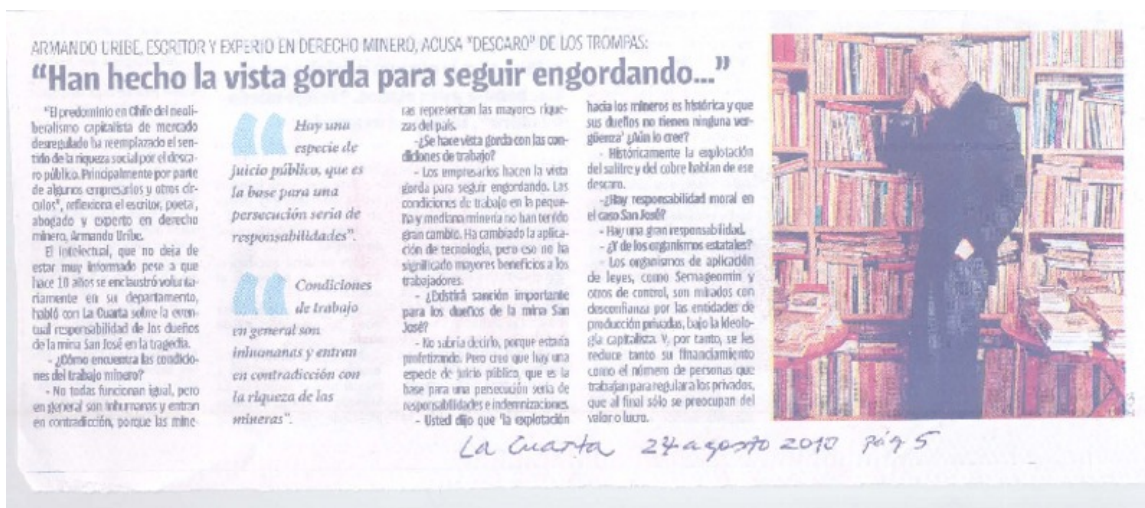 ARMANDO URIBE, ESCRITOR Y EXPERTO EN DERECHO MINERO, ACUSA "DESCARO" DE LOS TROMPAS:
“Han hecho la vista gorda para seguir engordando...”
"El predominio en Chile del neoli-
beralismo capitalista de mercado
desregulado ha reemplazado el sen-
tido de la riqueza social por el desca-
ro público. Principalmente por parte
de algunos empresarios y otros cír-
culos", reflexiona el escritor, poeta,
abogado y experto en derecho
minero, Armando Uribe.
El intelectual, que no deja de
estar muy informado pese a que
hace 10 años se enclaustró volunta-
riamente en su departamento,
habló con La Cuarta sobre la even-
tual responsabilidad de los dueños
de la mina San José en la tragedia.
- ¿Cómo encuentra las condicio-
nes del trabajo minero?
- No todas funcionan igual, pero
en general son inhumanas y entran
en contradicción, porque las mine-
Hay una
especie de
juicio público, que es
la base para una
persecución seria de
responsabilidades".
Condiciones
de trabajo
en general son
inhumanas y entran
en contradicción con
la riqueza de las
mineras".
ras representan las mayores rique-
zas del país.
-¿Se hace vista gorda con las con-
diciones de trabajo?
- Los empresarios hacen la vista
gorda para seguir engordando. Las
condiciones de trabajo en la peque-
ña y mediana minería no han tenido
gran cambio. Ha cambiado la aplica-
ción de tecnología, pero eso no ha
significado mayores beneficios a los
trabajadores.
- ¿Existirá sanción importante
para los dueños de la mina San
José?
- No sabría decirlo, porque estaría
profetizando. Pero creo que hay una
especie de juicio público, que es la
base para una persecución seria de
responsabilidades e indemnizaciones.
- Usted dijo que 'la explotación
hacia los mineros es histórica y que
sus dueños no tienen ninguna ver-
güenza' ¿Aún lo cree?
- Históricamente la explotación
del salitre y del cobre hablan de ese
descaro.
-¿Hay responsabilidad moral en
el caso San José?
- Hay una gran responsabilidad.
- ¿Y de los organismos estatales?
- Los organismos de aplicación
de leyes, como Sernageomin y
otros de control, son mirados con
desconfianza por las entidades de
producción privadas, bajo la ideolo-
gía capitalista. Y, por tanto, se les
reduce tanto su financiamiento
como el número de personas que
trabajan para regular a los privados,
que al final sólo se preocupan del
valor o lucro.
La Cuarta 24 agosto 2010 pág 5